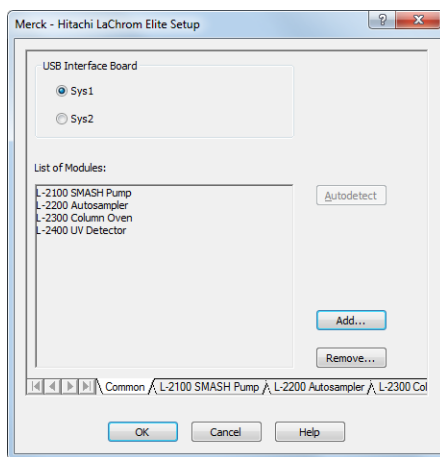 Merck - Hitachi LaChrom Elite Setup
USB Interface Board
Sys1
Sys2
List of Modules:
L-2100 SMASH Pump
L-2200 Autosampler
L-2300 Column Oven
L-2400 UV Detector
Autodetect
Add...
Remove...
Common L-2100 SMASH Pump L-2200 Autosampler L-2300 Col
OK Cancel Help